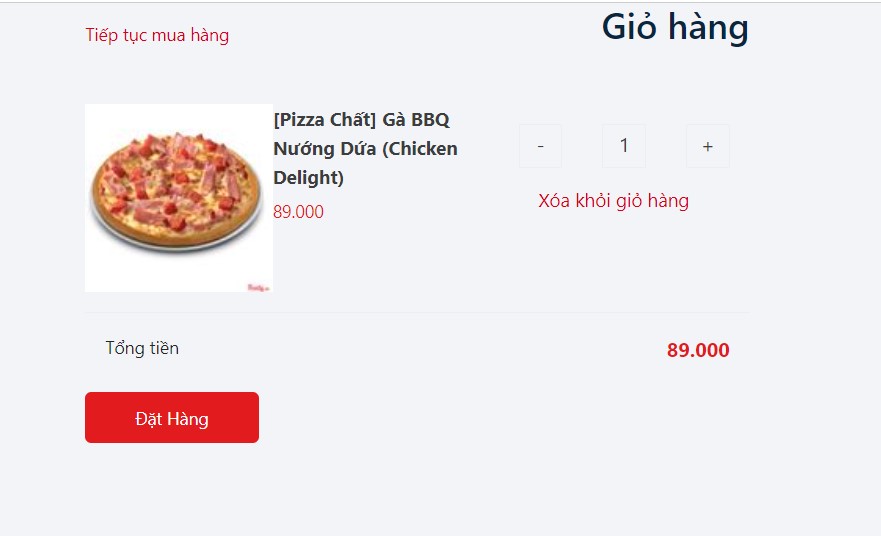 Tiếp tục mua hàng
Giỏ hàng
[Pizza Chất] Gà BBQ
Nướng Dứa (Chicken
Delight)
89.000
- 1 +
Xóa khỏi giỏ hàng
Tổng tiền
89.000
Đặt Hàng